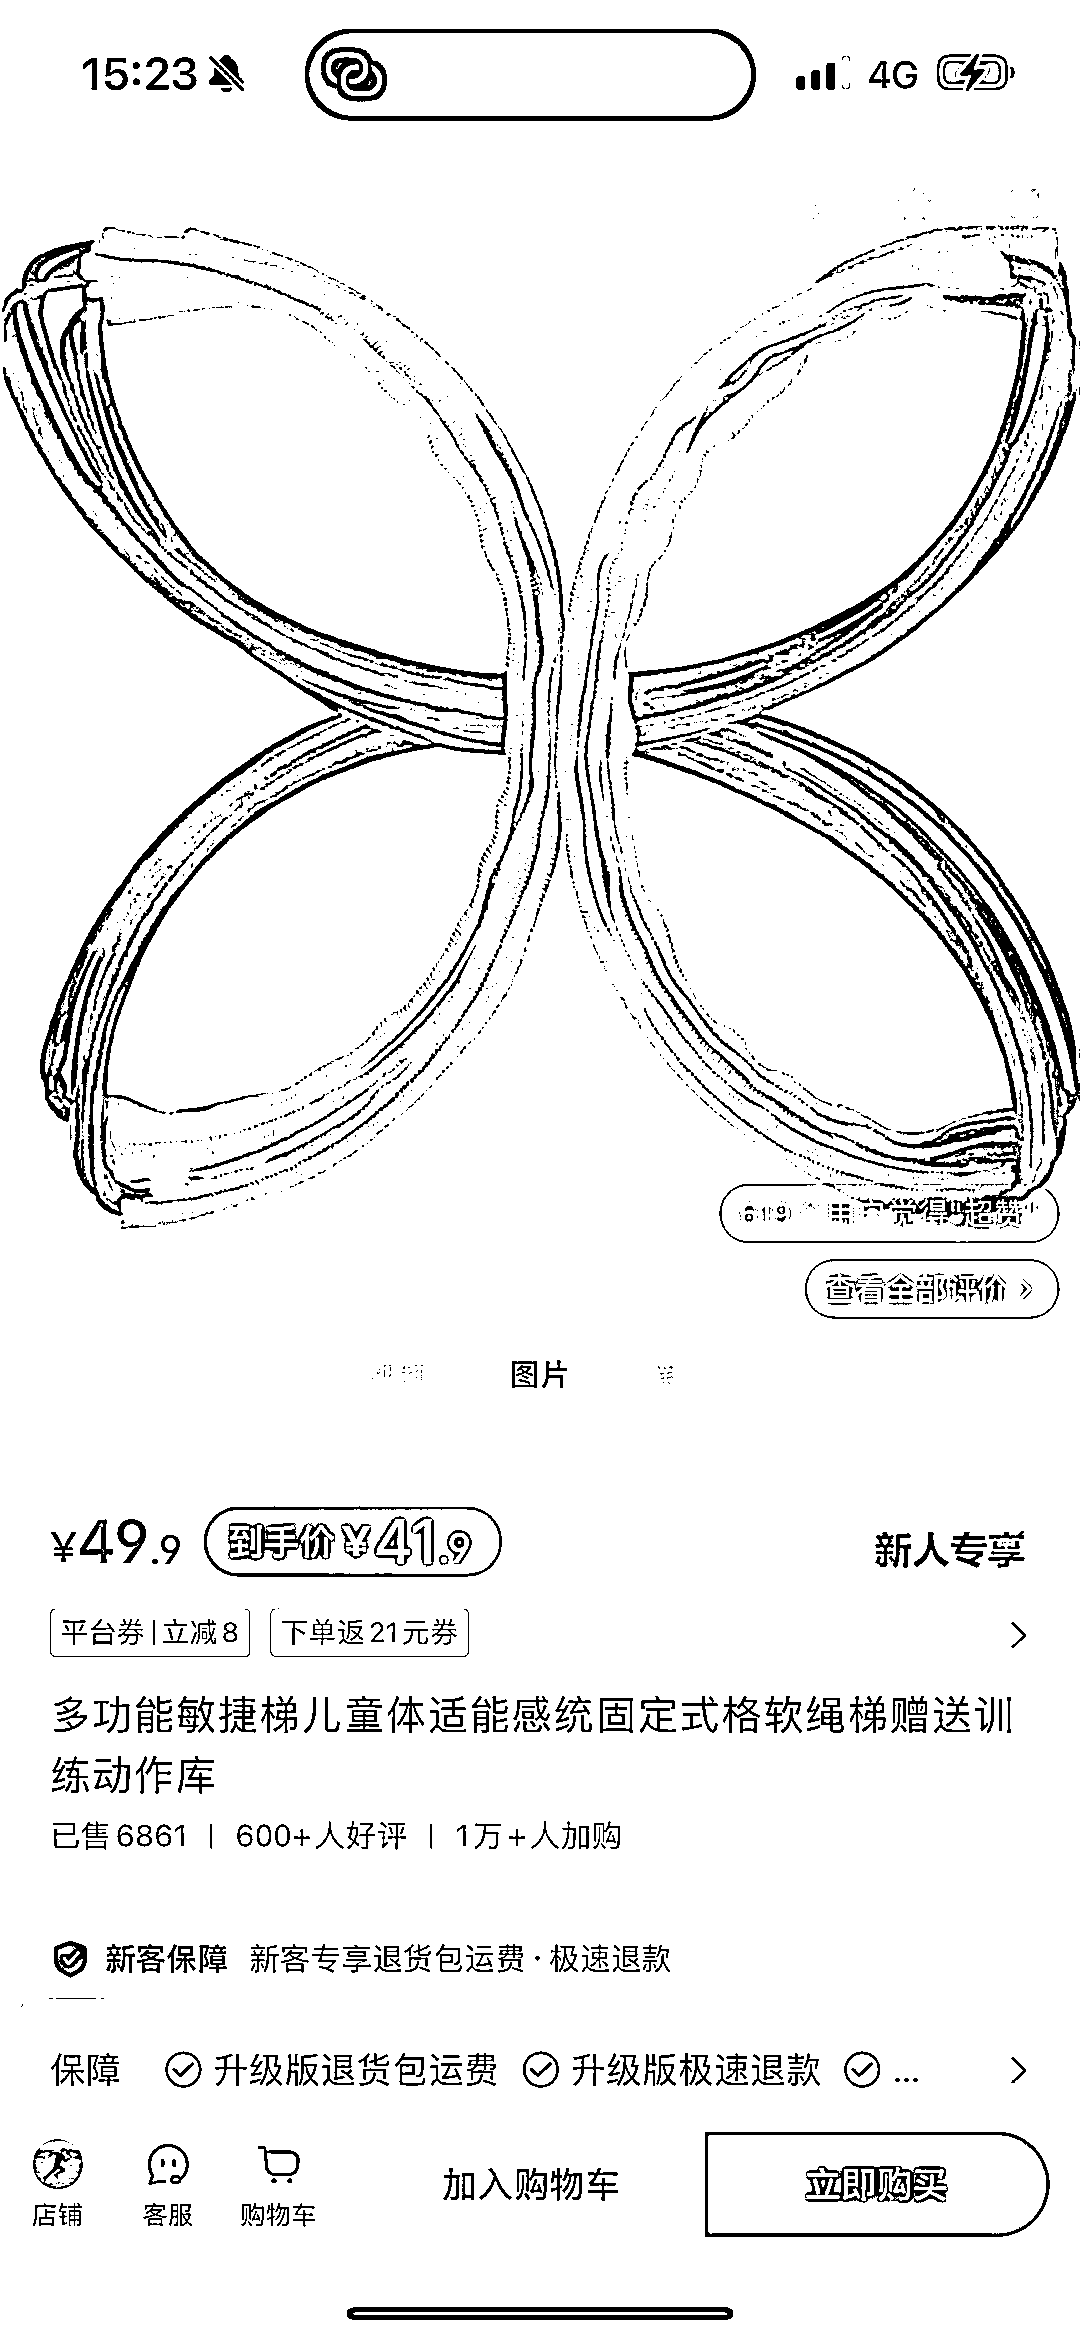 15:23 4G
用户觉得"超赞"
查看全部评价 »
图片
¥49.9 到手价¥41.9 新人专享
平台券|立减8 下单返21元券
多功能敏捷梯儿童体适能感统固定式格软绳梯赠送训
练动作库
已售6861 | 600+人好评 | 1万+人加购
新客保障 新客专享退货包运费·极速退款
保障 升级版退货包运费 升级版极速退款 ...
店铺 客服 购物车 加入购物车 立即购买